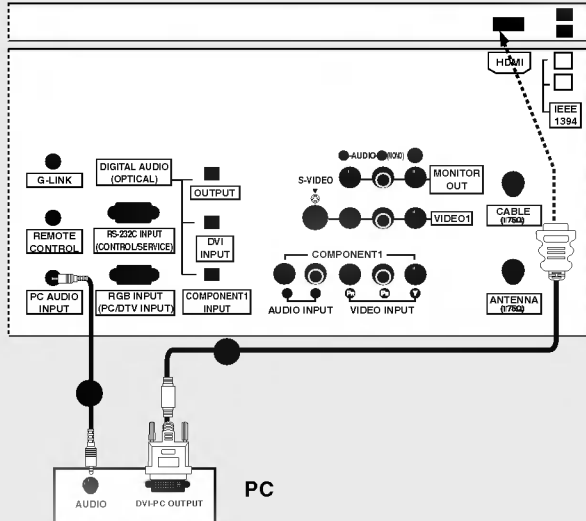 HDMI
IEEE
1394
AUDIO
(MONO)
G-LINK
DIGITAL AUDIO
(OPTICAL)
OUTPUT
S-VIDEO
MONITOR
OUT
REMOTE
CONTROL
RS-232C INPUT
(CONTROL/SERVICE)
DVI
INPUT
VIDEO1
CABLE
COMPONENT1
PC AUDIO
INPUT
RGB INPUT
(PC/DTV INPUT)
COMPONENT1
INPUT
AUDIO INPUT
VIDEO INPUT
ANTENNA
AUDIO
DVI-PC OUTPUT
PC